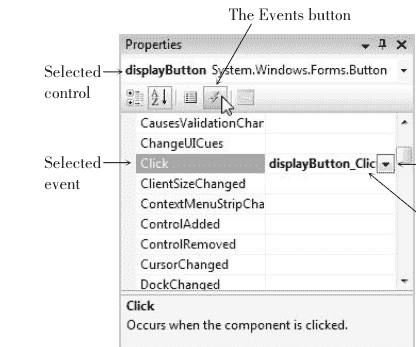 The Events button
Properties
Selected control
displayButton System.Windows.Forms.Button
CausesValidationChar
ChangeUICues
Selected event
Click displayButton_Clic
ClientSizeChanged
ContextMenuStripCha
ControlAdded
ControlRemoved
CursorChanged
DockChanged
Click
Occurs when the component is clicked.